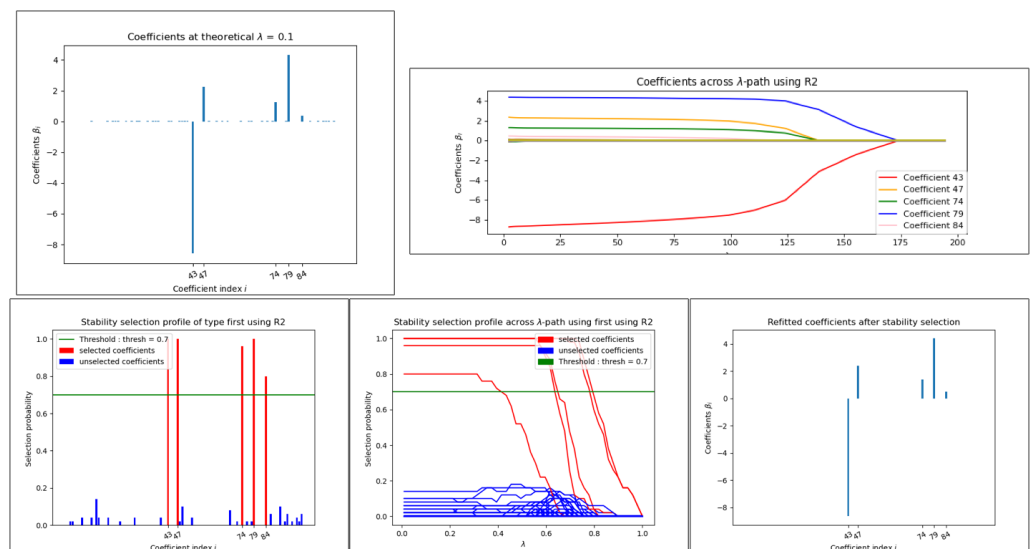 Coefficients at theoretical λ = 0.1
Coefficients βᵢ
4
2
0
−2
−4
−6
−8
43
47
74
79
84
Coefficient index i
Coefficients across λ-path using R2
Coefficients βᵢ
4
2
0
−2
−4
−6
−8
Coefficient 43
Coefficient 47
Coefficient 74
Coefficient 79
Coefficient 84
0
25
50
75
100
125
150
175
200
Stability selection profile of type first using R2
Selection probability
1.0
0.8
0.6
0.4
0.2
0.0
Threshold : thresh = 0.7
selected coefficients
unselected coefficients
43
47
74
79
84
Coefficient index i
Stability selection profile across λ-path using first using R2
Selection probability
1.0
0.8
0.6
0.4
0.2
0.0
selected coefficients
unselected coefficients
Threshold : thresh = 0.7
0.0
0.2
0.4
0.6
0.8
1.0
λ
Refitted coefficients after stability selection
Coefficients βᵢ
4
2
0
−2
−4
−6
−8
43
47
74
79
84
Coefficient index i